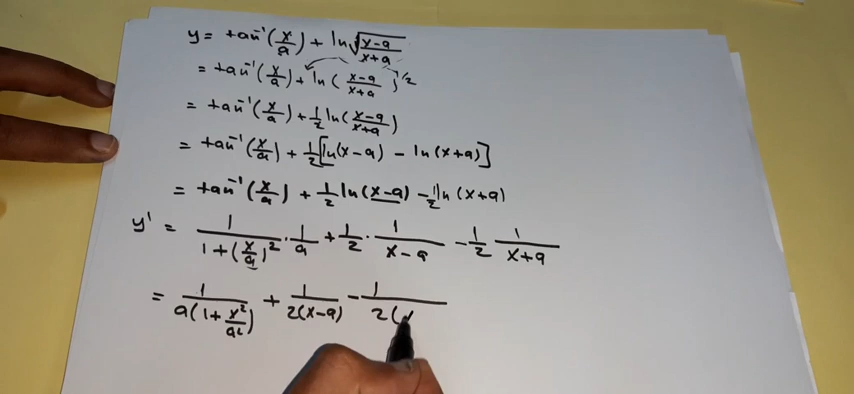 y = tan⁻¹(x/a) + ln√((x-a)/(x+a))
= tan⁻¹(x/a) + ln((x-a)/(x+a))^1/2
= tan⁻¹(x/a) + 1/2 ln((x-a)/(x+a))
= tan⁻¹(x/a) + 1/2 [ln(x-a) - ln(x+a)]
= tan⁻¹(x/a) + 1/2 ln(x-a) - 1/2 ln(x+a)
y' = 1/(1+(x/a)²) · 1/a + 1/2 · 1/(x-a) - 1/2 1/(x+a)
= 1/(a(1+x²/a²)) + 1/(2(x-a)) - 1/(2(x